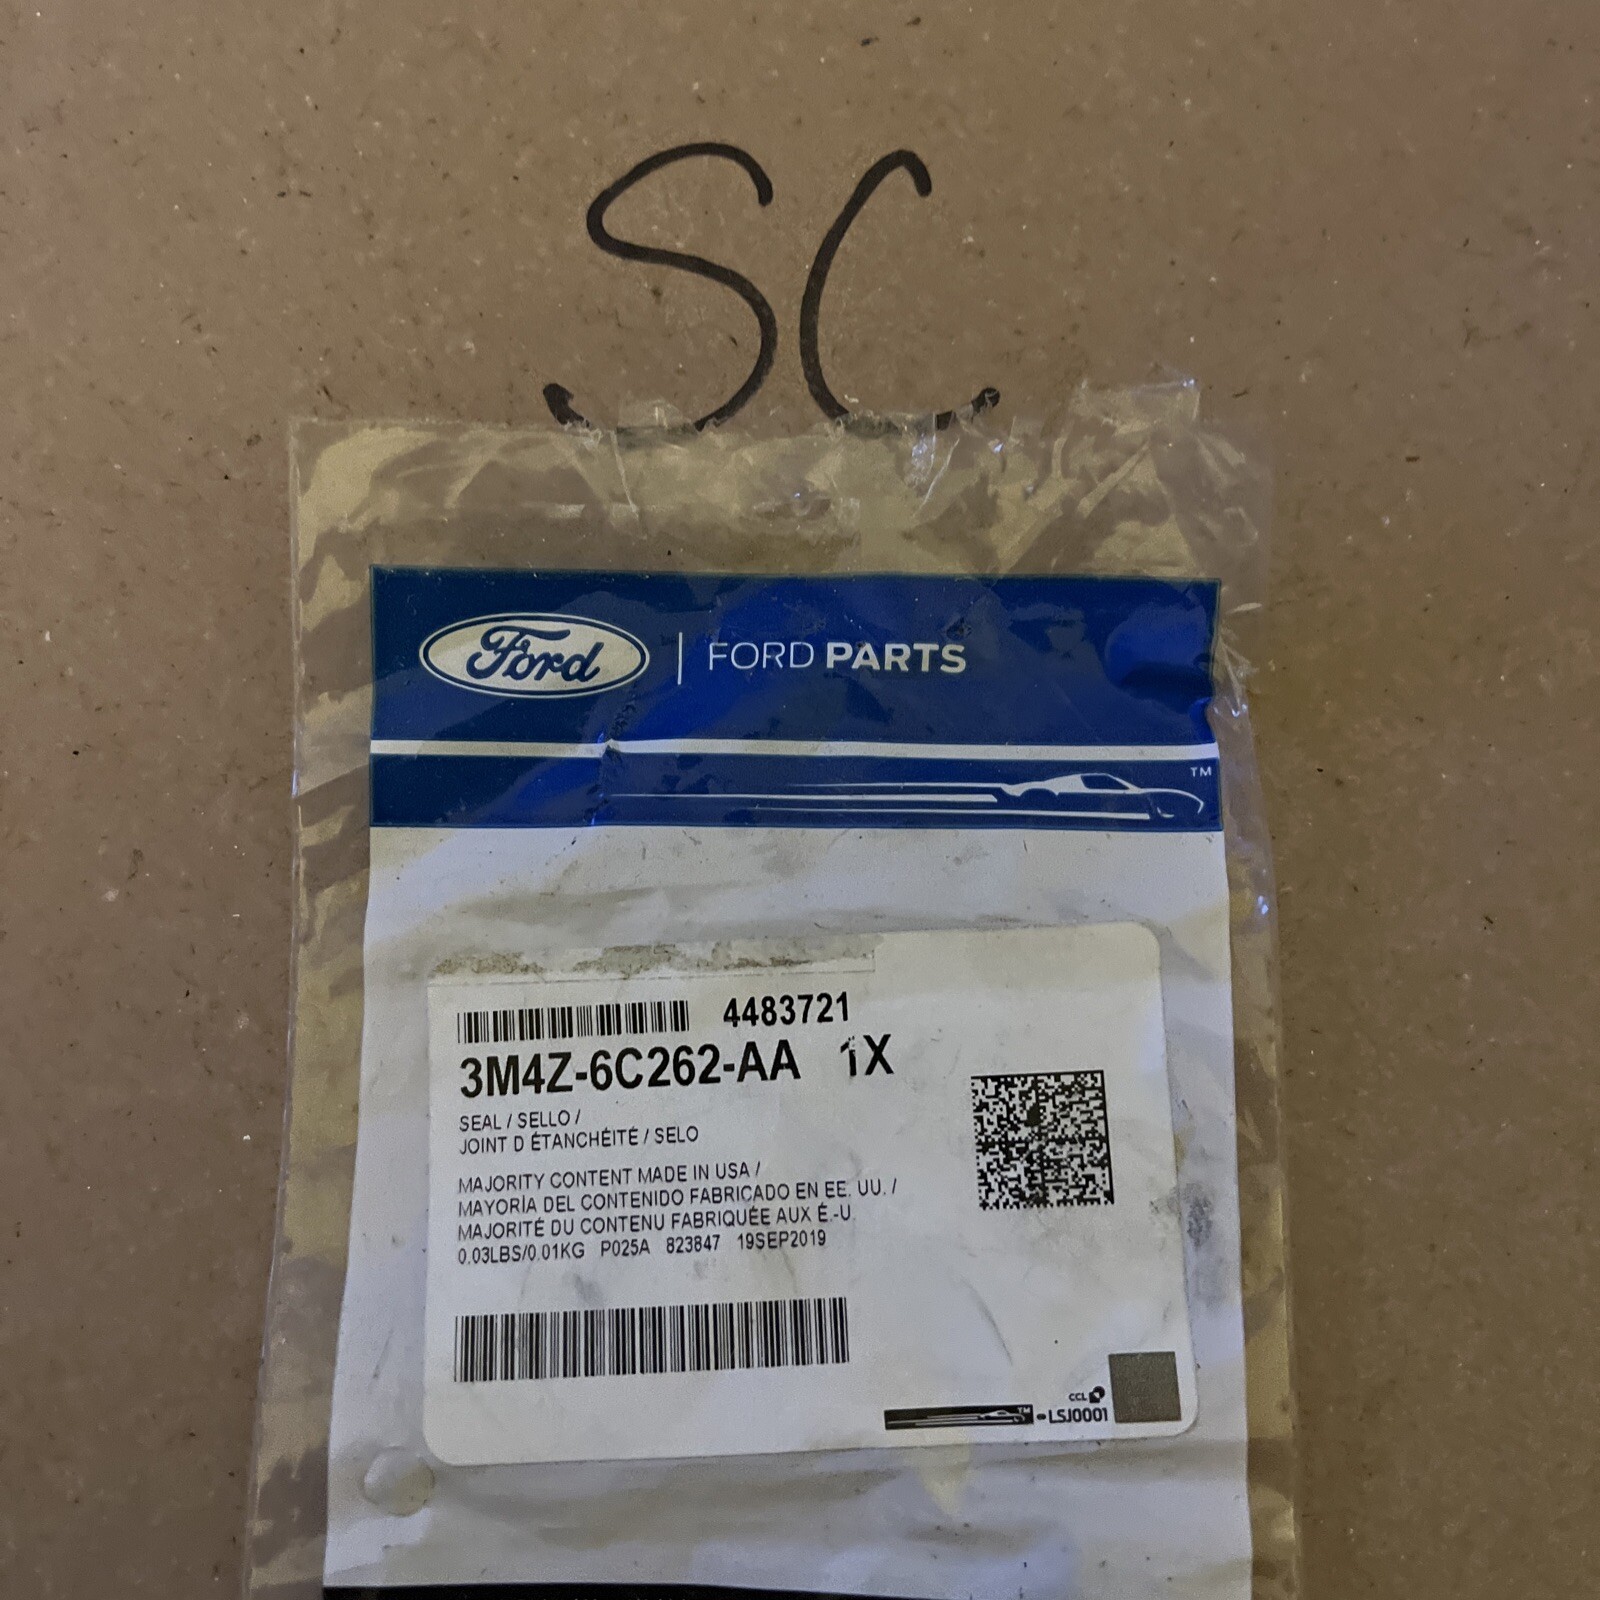 SC
Ford | FORD PARTS
TM
4483721
3M4Z-6C262-AA 1X
SEAL / SELLO /
JOINT D ÉTANCHÉITÉ / SELO
MAJORITY CONTENT MADE IN USA /
MAYORÍA DEL CONTENIDO FABRICADO EN EE. UU. /
MAJORITÉ DU CONTENU FABRIQUÉE AUX É.-U.
0.03LBS/0.01KG P025A 823847 19SEP2019
CCL
TM -LSJ0001